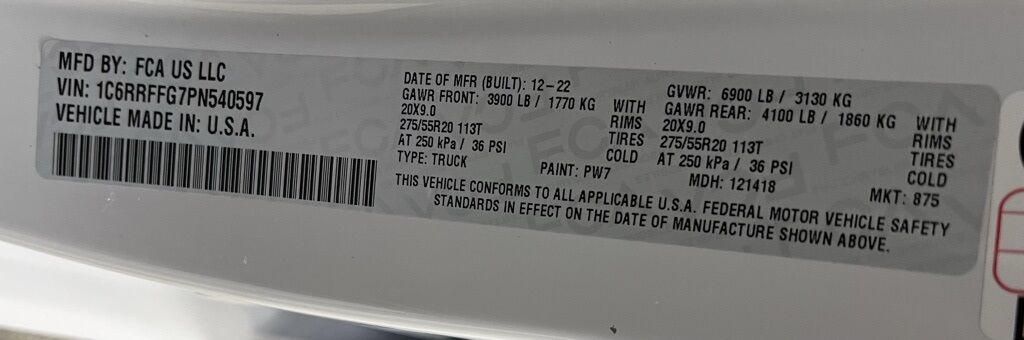 MFD BY: FCA US LLC
VIN: 1C6RRFFG7PN540597
VEHICLE MADE IN: U.S.A.
DATE OF MFR (BUILT): 12-22
GAWR FRONT: 3900 LB / 1770 KG WITH
20X9.0 RIMS
275/55R20 113T TIRES
AT 250 kPa / 36 PSI COLD
TYPE: TRUCK
PAINT: PW7
GVWR: 6900 LB / 3130 KG
GAWR REAR: 4100 LB / 1860 KG WITH
20X9.0 RIMS
275/55R20 113T TIRES
AT 250 kPa / 36 PSI COLD
MDH: 121418
MKT: 875
THIS VEHICLE CONFORMS TO ALL APPLICABLE U.S.A. FEDERAL MOTOR VEHICLE SAFETY
STANDARDS IN EFFECT ON THE DATE OF MANUFACTURE SHOWN ABOVE.